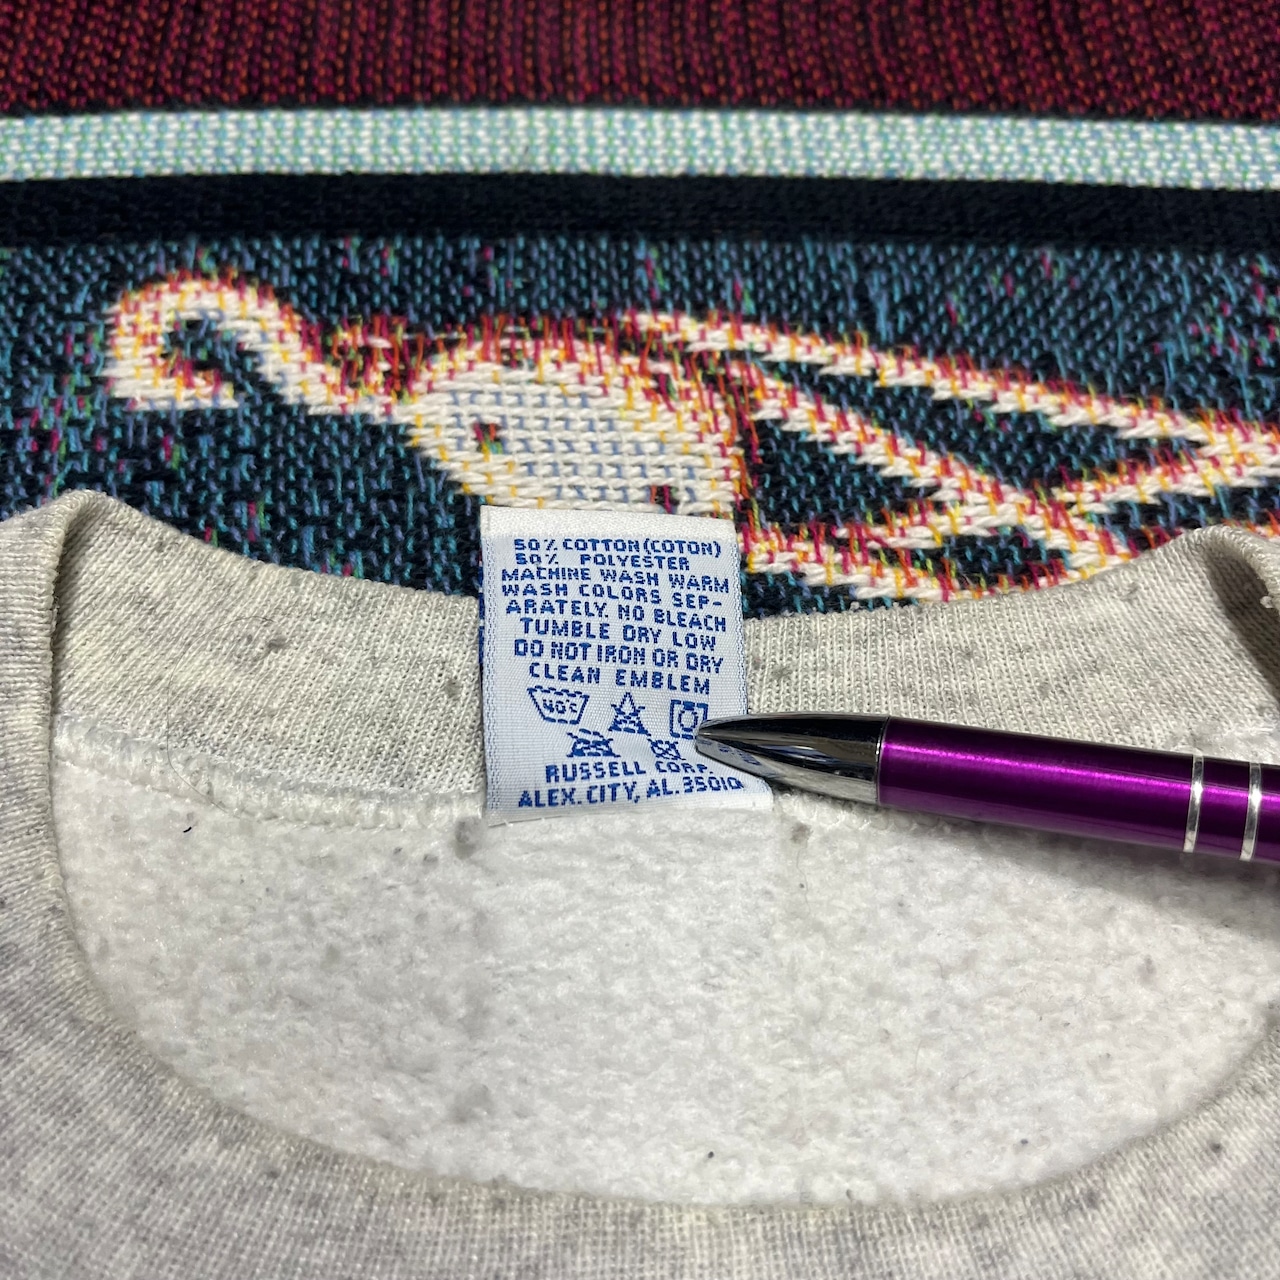 50% COTTON(COTON)
50% POLYESTER
MACHINE WASH WARM
WASH COLORS SEP-
ARATELY. NO BLEACH
TUMBLE DRY LOW
DO NOT IRON OR DRY
CLEAN EMBLEM
40°C
RUSSELL CORP.
ALEX. CITY, AL. 35010